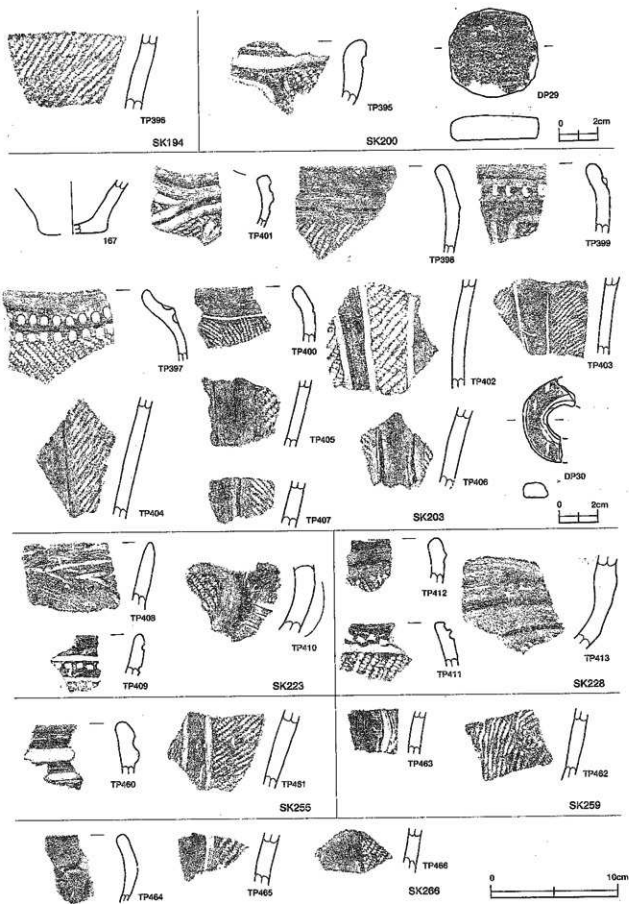 TP396
SK194
TP395
SK200
DP29
0 2cm
167
TP401
TP398
TP399
TP397
TP400
TP402
TP403
TP405
TP404
TP407
TP406
DP30
SK203
0 2cm
TP408
TP409
TP410
SK223
TP412
TP411
TP413
SK228
TP460
TP461
SK255
TP463
TP462
SK259
TP464
TP465
TP466
SK266
0 10cm